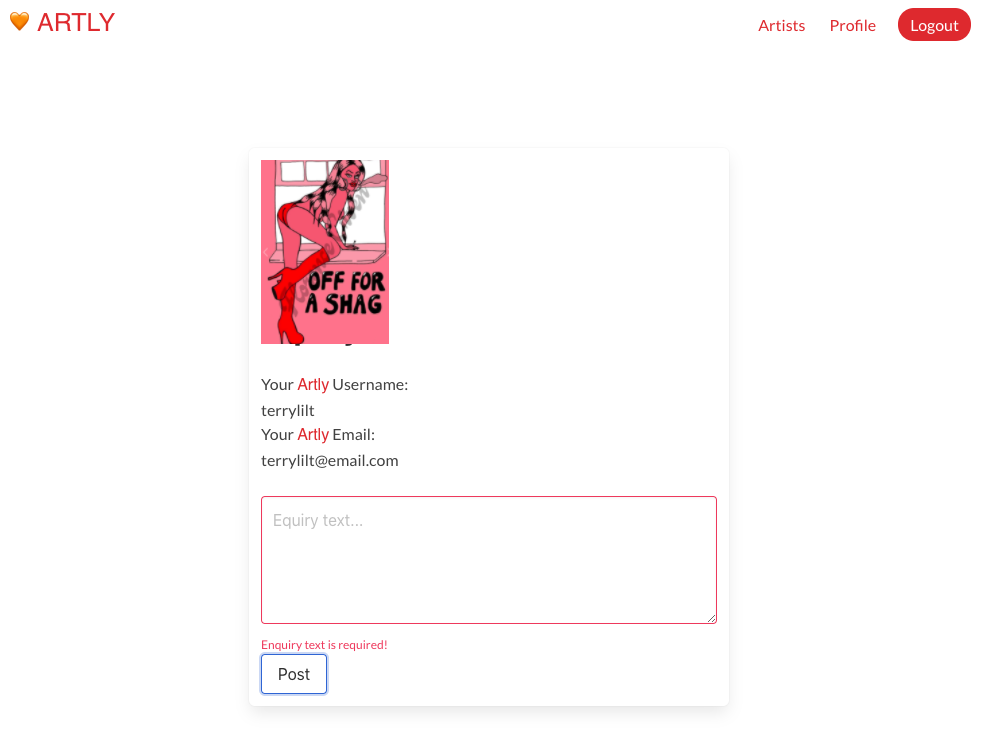 🧡 ARTLY
Artists Profile Logout
OFF FOR
A SHAG
Your Artly Username:
terrylilt
Your Artly Email:
terrylilt@email.com
Equiry text...
Enquiry text is required!
Post